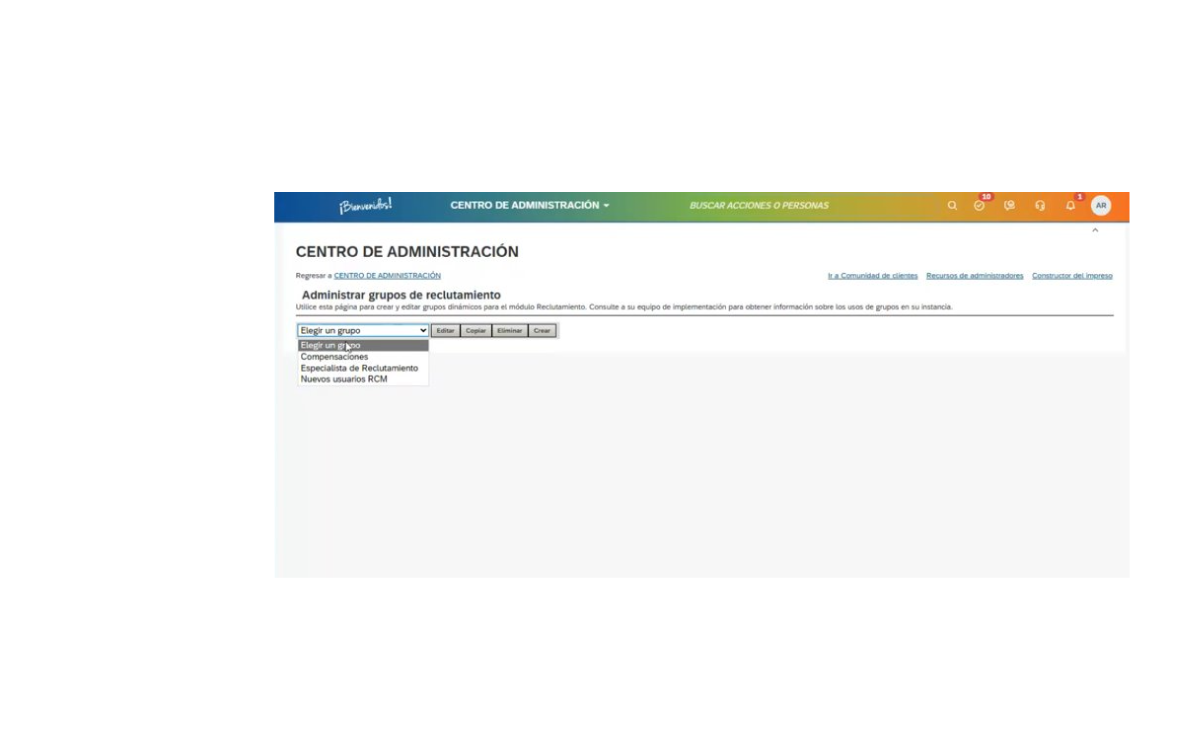 ¡Bienvenidos!
CENTRO DE ADMINISTRACIÓN
BUSCAR ACCIONES O PERSONAS
10
1
AR
CENTRO DE ADMINISTRACIÓN
Regresar a CENTRO DE ADMINISTRACIÓN
Ir a Comunidad de clientes Recursos de administradores Constructor del impreso
Administrar grupos de reclutamiento
Utilice esta página para crear y editar grupos dinámicos para el módulo Reclutamiento. Consulte a su equipo de implementación para obtener información sobre los usos de grupos en su instancia.
Elegir un grupo Editar Copiar Eliminar Crear
Elegir un grupo
Compensaciones
Especialista de Reclutamiento
Nuevos usuarios RCM